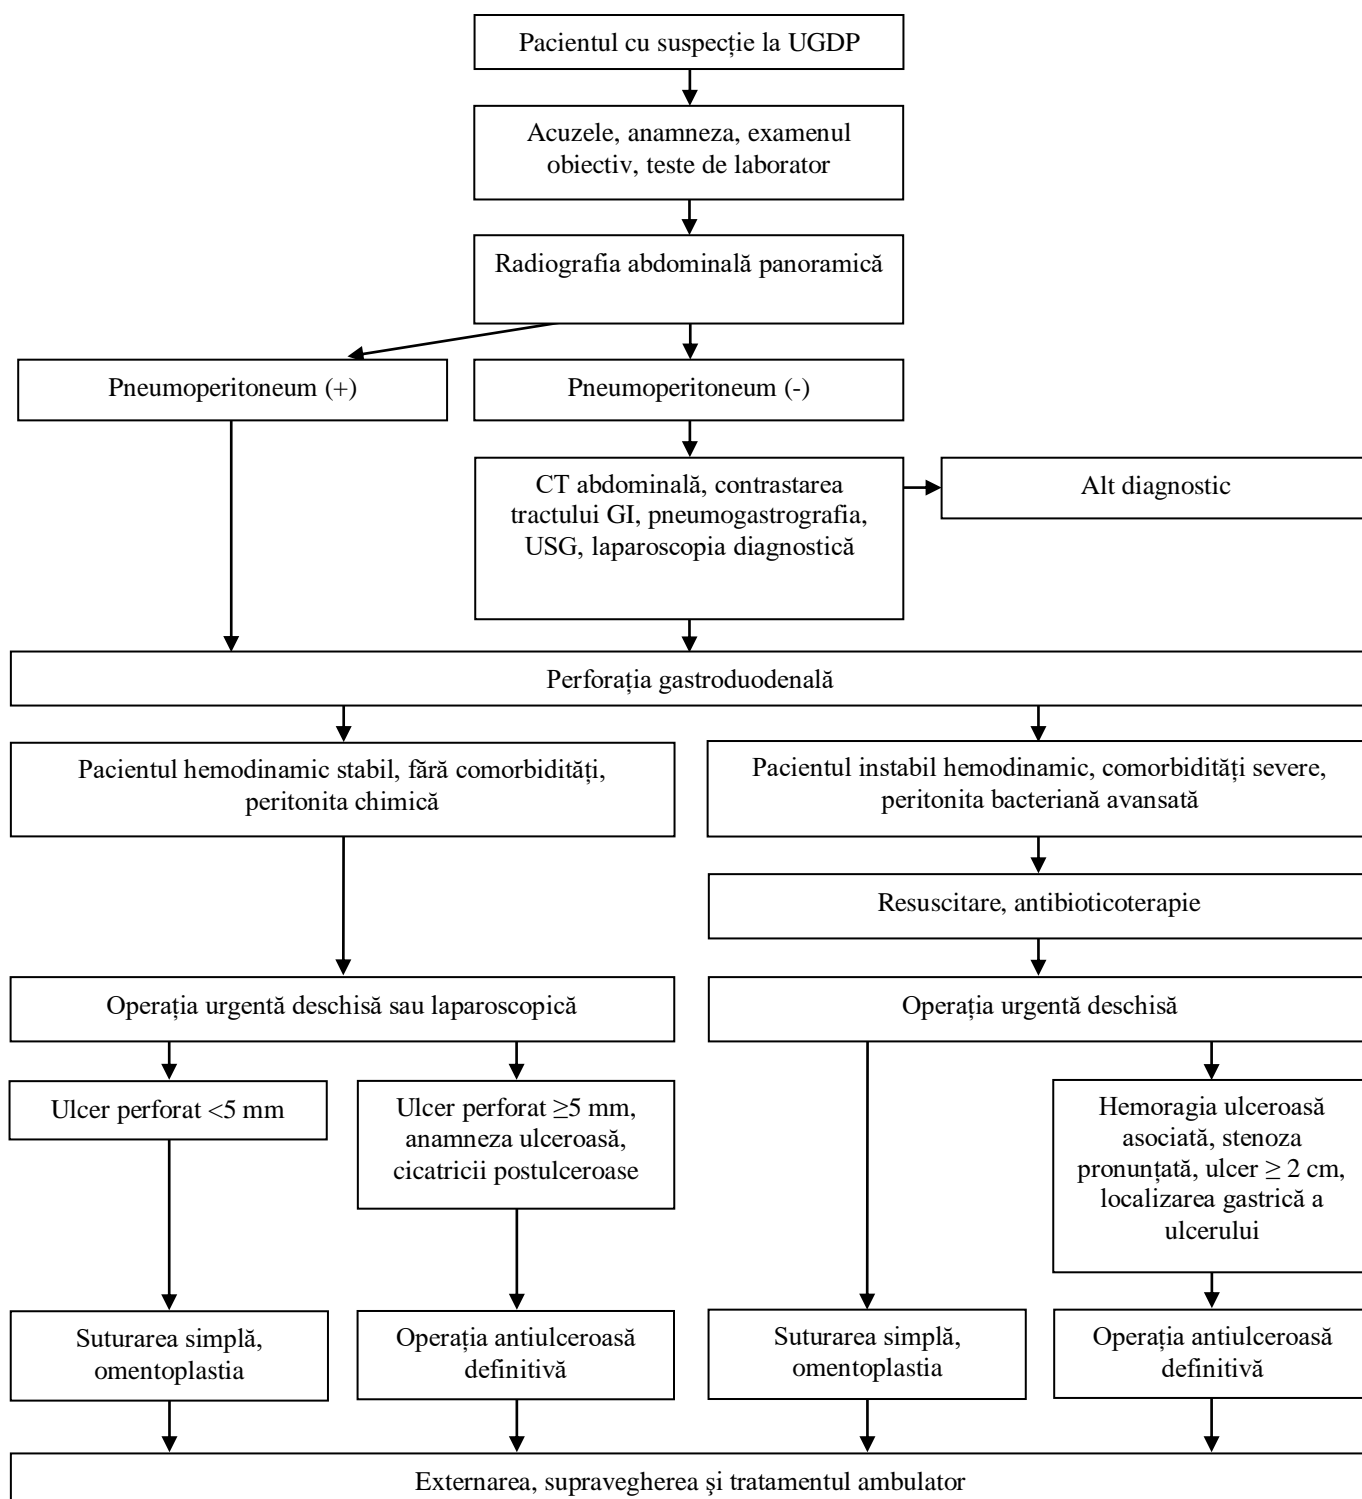 Pacientul cu suspecție la UGDP
Acuzele, anamneza, examenul
obiectiv, teste de laborator
Radiografia abdominală panoramică
Pneumoperitoneum (+)
Pneumoperitoneum (-)
CT abdominală, contrastarea
tractului GI, pneumogastrografia,
USG, laparoscopia diagnostică
Alt diagnostic
Perforația gastroduodenală
Pacientul hemodinamic stabil, fără comorbidități,
peritonita chimică
Pacientul instabil hemodinamic, comorbidități severe,
peritonita bacteriană avansată
Resuscitare, antibioticoterapie
Operația urgentă deschisă sau laparoscopică
Operația urgentă deschisă
Ulcer perforat <5 mm
Ulcer perforat ≥5 mm,
anamneza ulceroasă,
cicatricii postulceroase
Hemoragia ulceroasă
asociată, stenoza
pronunțată, ulcer ≥ 2 cm,
localizarea gastrică a
ulcerului
Suturarea simplă,
omentoplastia
Operația antiulceroasă
definitivă
Suturarea simplă,
omentoplastia
Operația antiulceroasă
definitivă
Externarea, supravegherea şi tratamentul ambulator